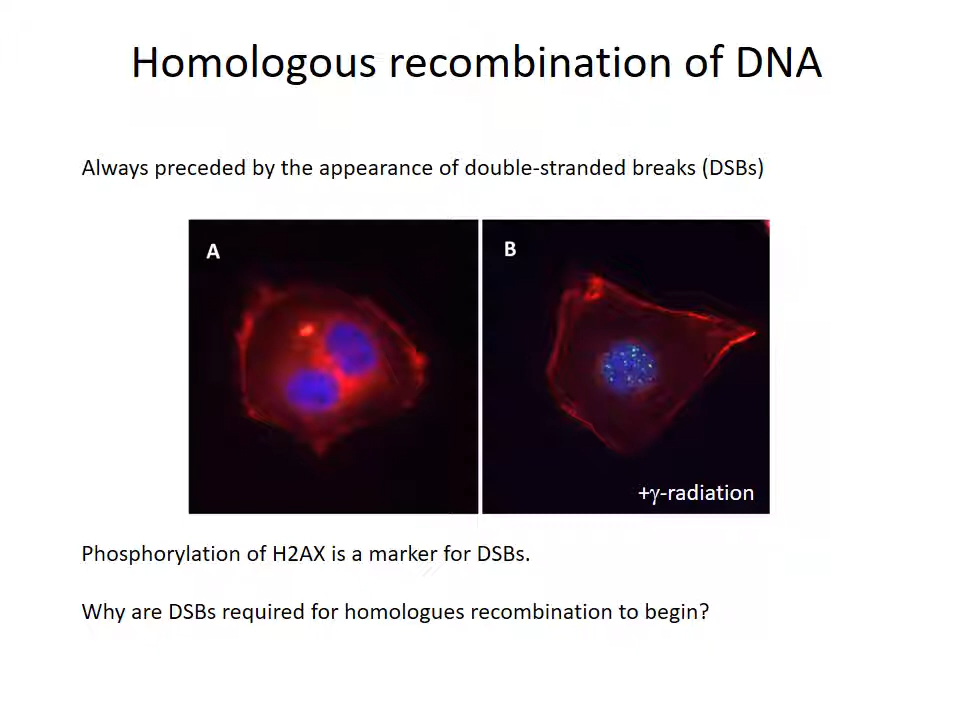 Homologous recombination of DNA
Always preceded by the appearance of double-stranded breaks (DSBs)
A
B
+γ-radiation
Phosphorylation of H2AX is a marker for DSBs.
Why are DSBs required for homologues recombination to begin?